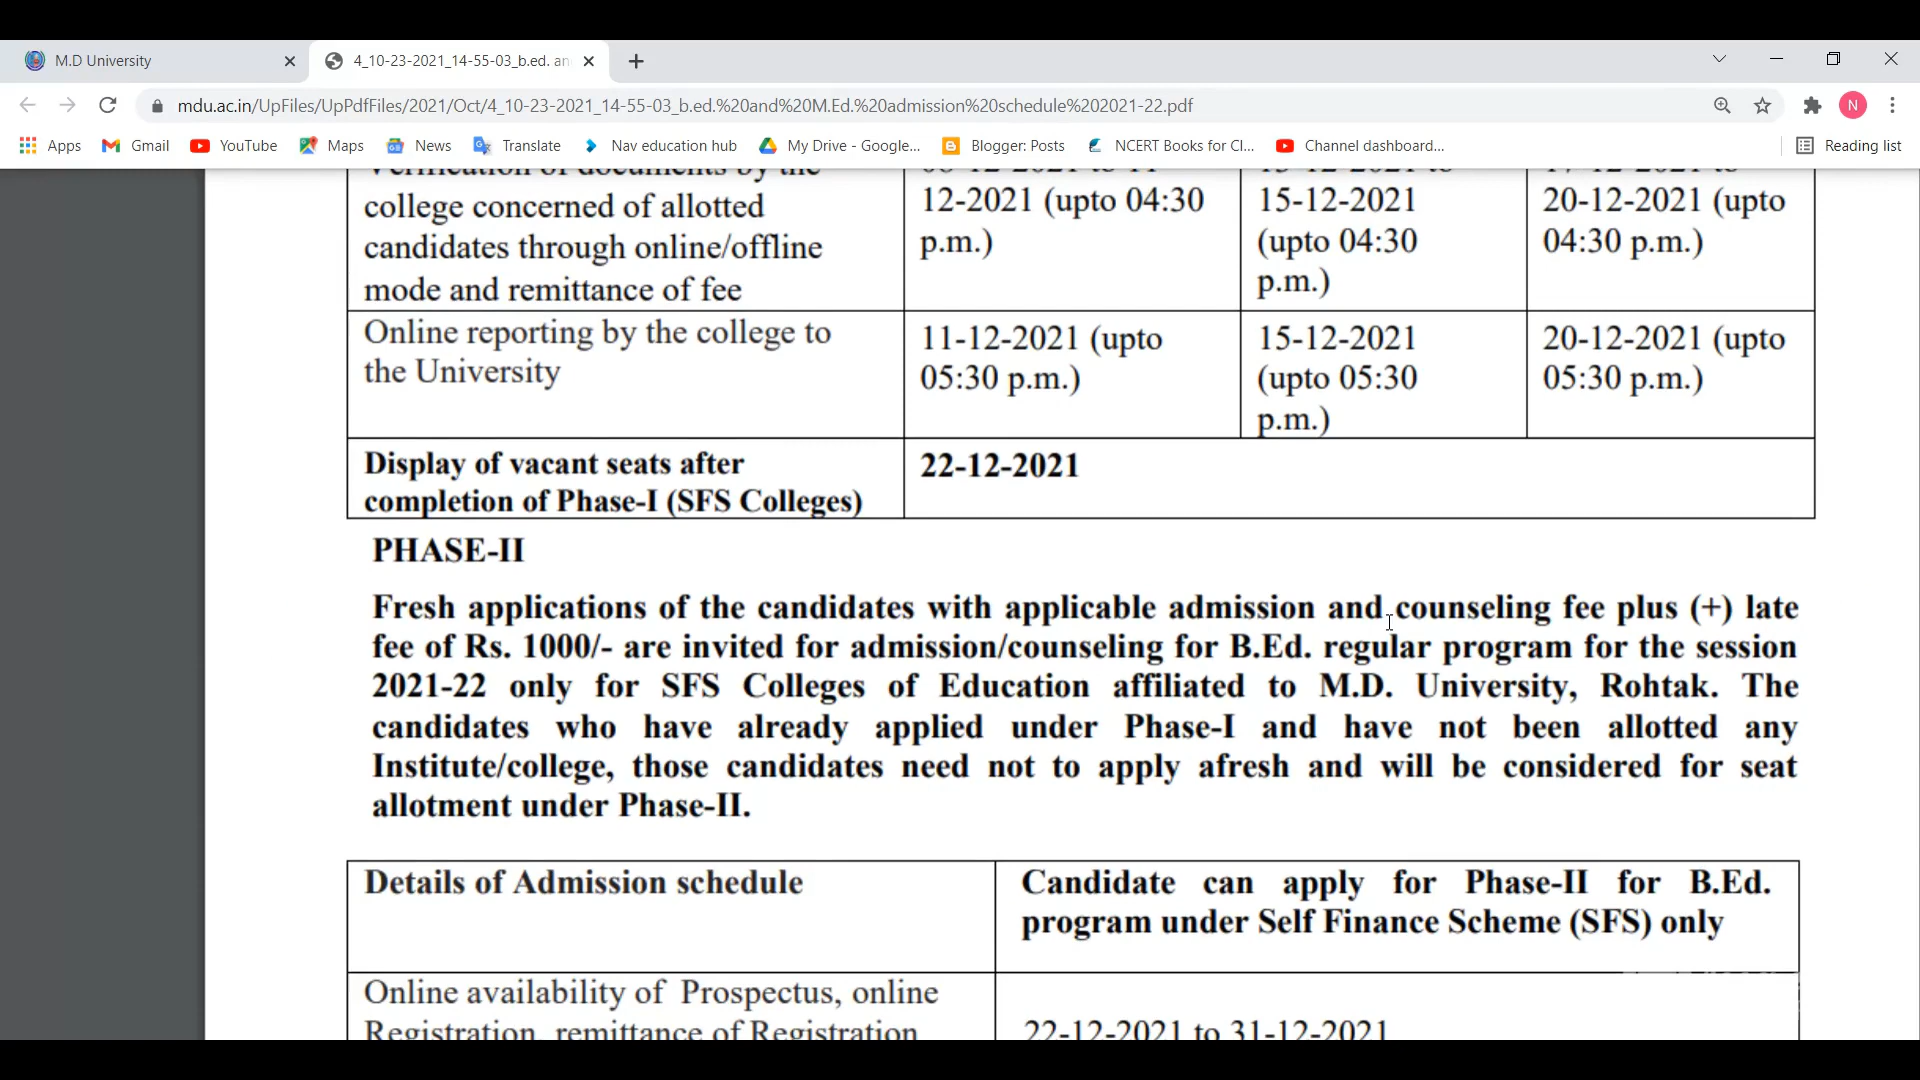 M.D University
4_10-23-2021_14-55-03_b.ed. an
mdu.ac.in/UpFiles/UpPdfFiles/2021/Oct/4_10-23-2021_14-55-03_b.ed.%20and%20M.Ed.%20admission%20schedule%202021-22.pdf
N
Apps Gmail YouTube Maps News Translate Nav education hub My Drive - Google... Blogger: Posts NCERT Books for Cl... Channel dashboard... Reading list
Verification of documents by the
college concerned of allotted
candidates through online/offline
mode and remittance of fee
12-2021 (upto 04:30
p.m.)
15-12-2021
(upto 04:30
p.m.)
20-12-2021 (upto
04:30 p.m.)
Online reporting by the college to
the University
11-12-2021 (upto
05:30 p.m.)
15-12-2021
(upto 05:30
p.m.)
20-12-2021 (upto
05:30 p.m.)
Display of vacant seats after
completion of Phase-I (SFS Colleges)
22-12-2021
PHASE-II
Fresh applications of the candidates with applicable admission and counseling fee plus (+) late
fee of Rs. 1000/- are invited for admission/counseling for B.Ed. regular program for the session
2021-22 only for SFS Colleges of Education affiliated to M.D. University, Rohtak. The
candidates who have already applied under Phase-I and have not been allotted any
Institute/college, those candidates need not to apply afresh and will be considered for seat
allotment under Phase-II.
Details of Admission schedule
Candidate can apply for Phase-II for B.Ed.
program under Self Finance Scheme (SFS) only
Online availability of Prospectus, online
Registration, remittance of Registration
22-12-2021 to 31-12-2021